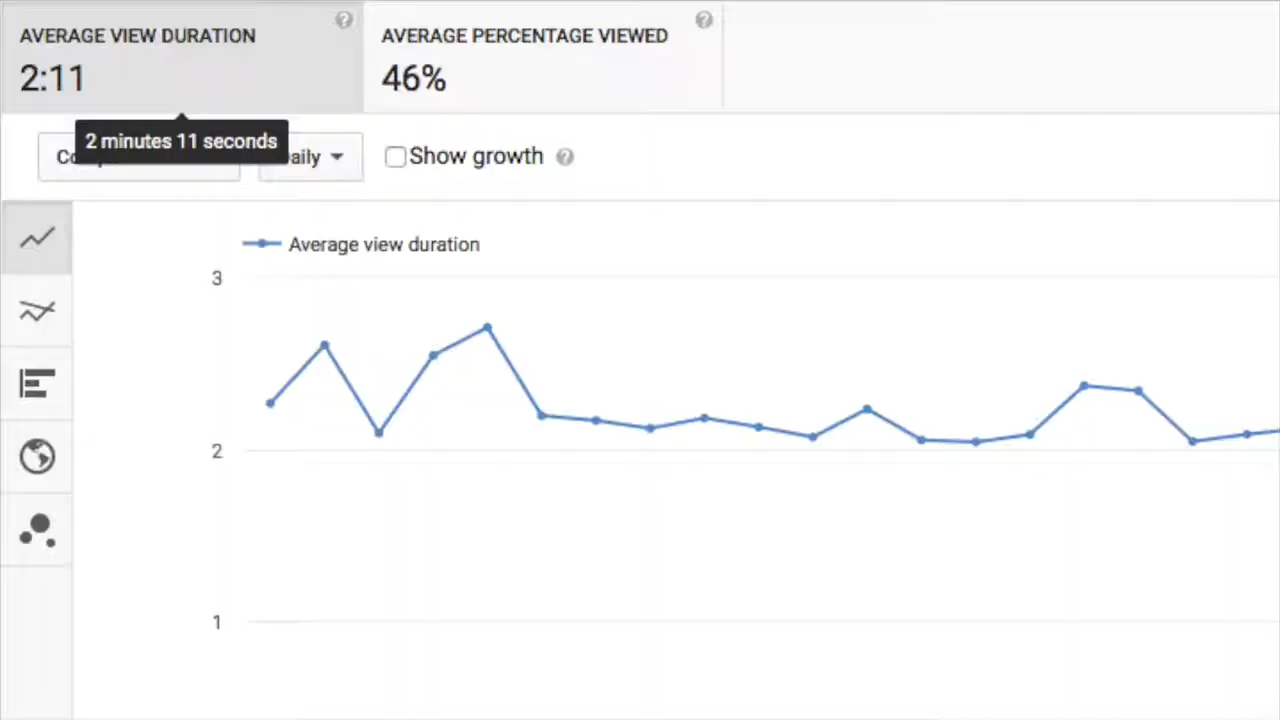 AVERAGE VIEW DURATION
?
AVERAGE PERCENTAGE VIEWED
?
2:11
46%
2 minutes 11 seconds
Show growth ?
Average view duration
3
2
1